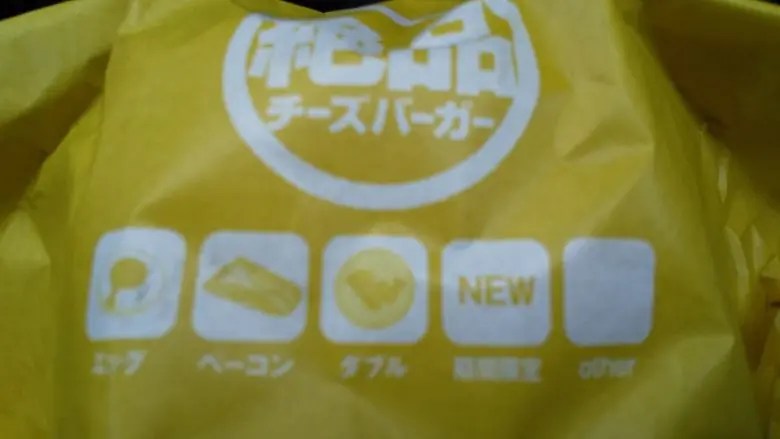 絶品
チーズバーガー
NEW
エッグ ベーコン ダブル 期間限定 other